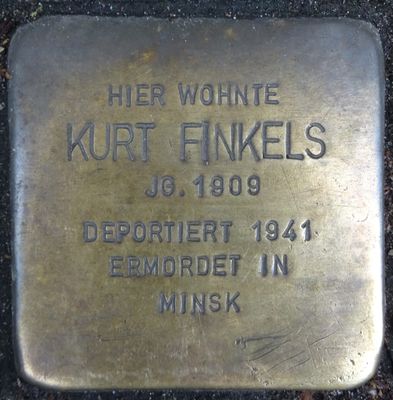 HIER WOHNTE
KURT FINKELS
JG. 1909
DEPORTIERT 1941
ERMORDET IN
MINSK